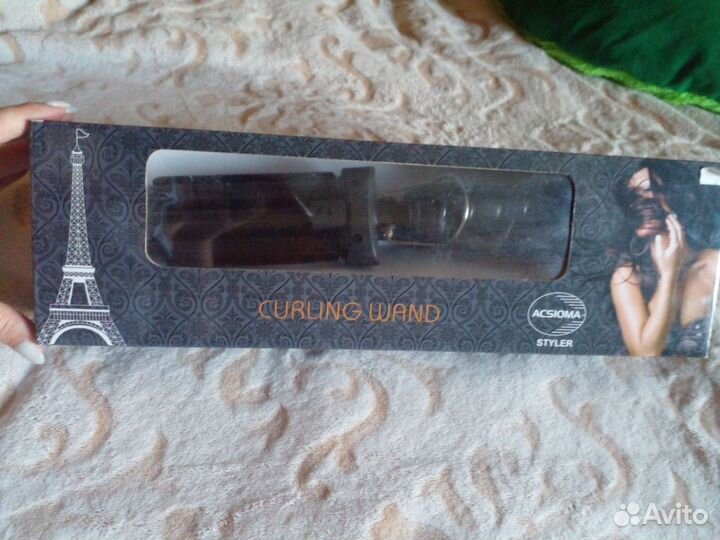 CURLING WAND
ACSIOMA
STYLER
Avito